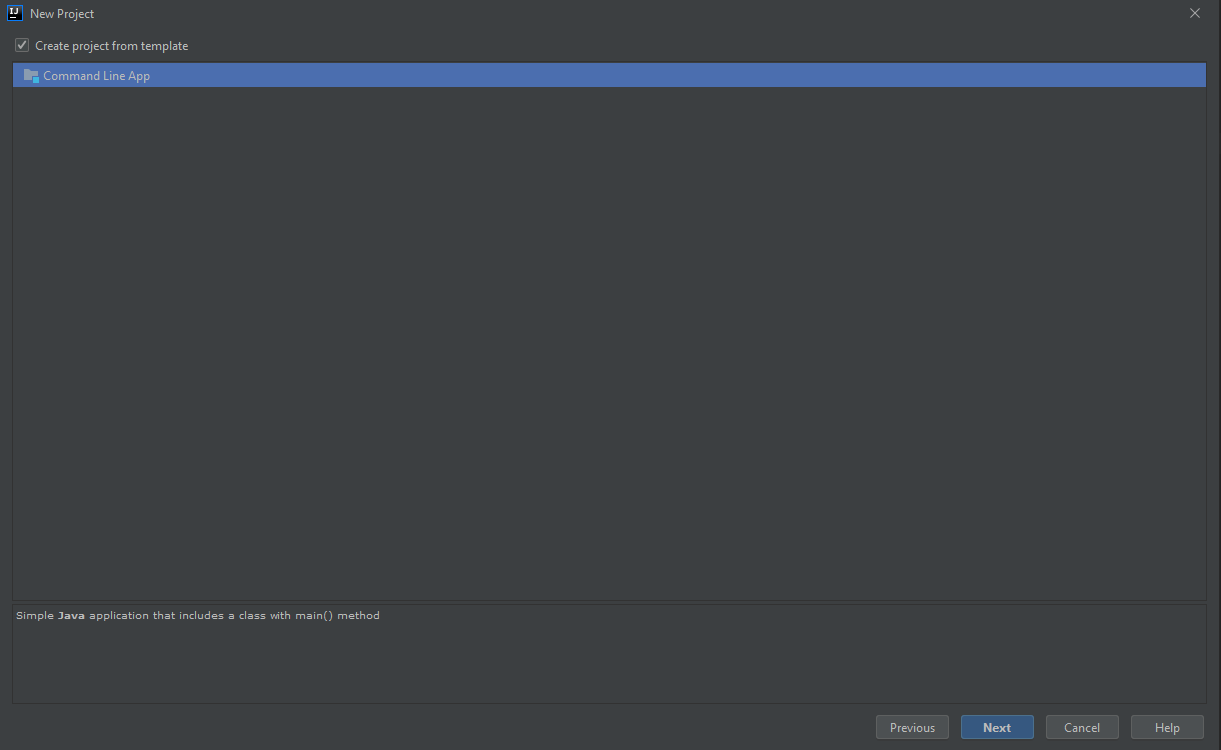 IJ
New Project
Create project from template
Command Line App
Simple Java application that includes a class with main() method
Previous Next Cancel Help